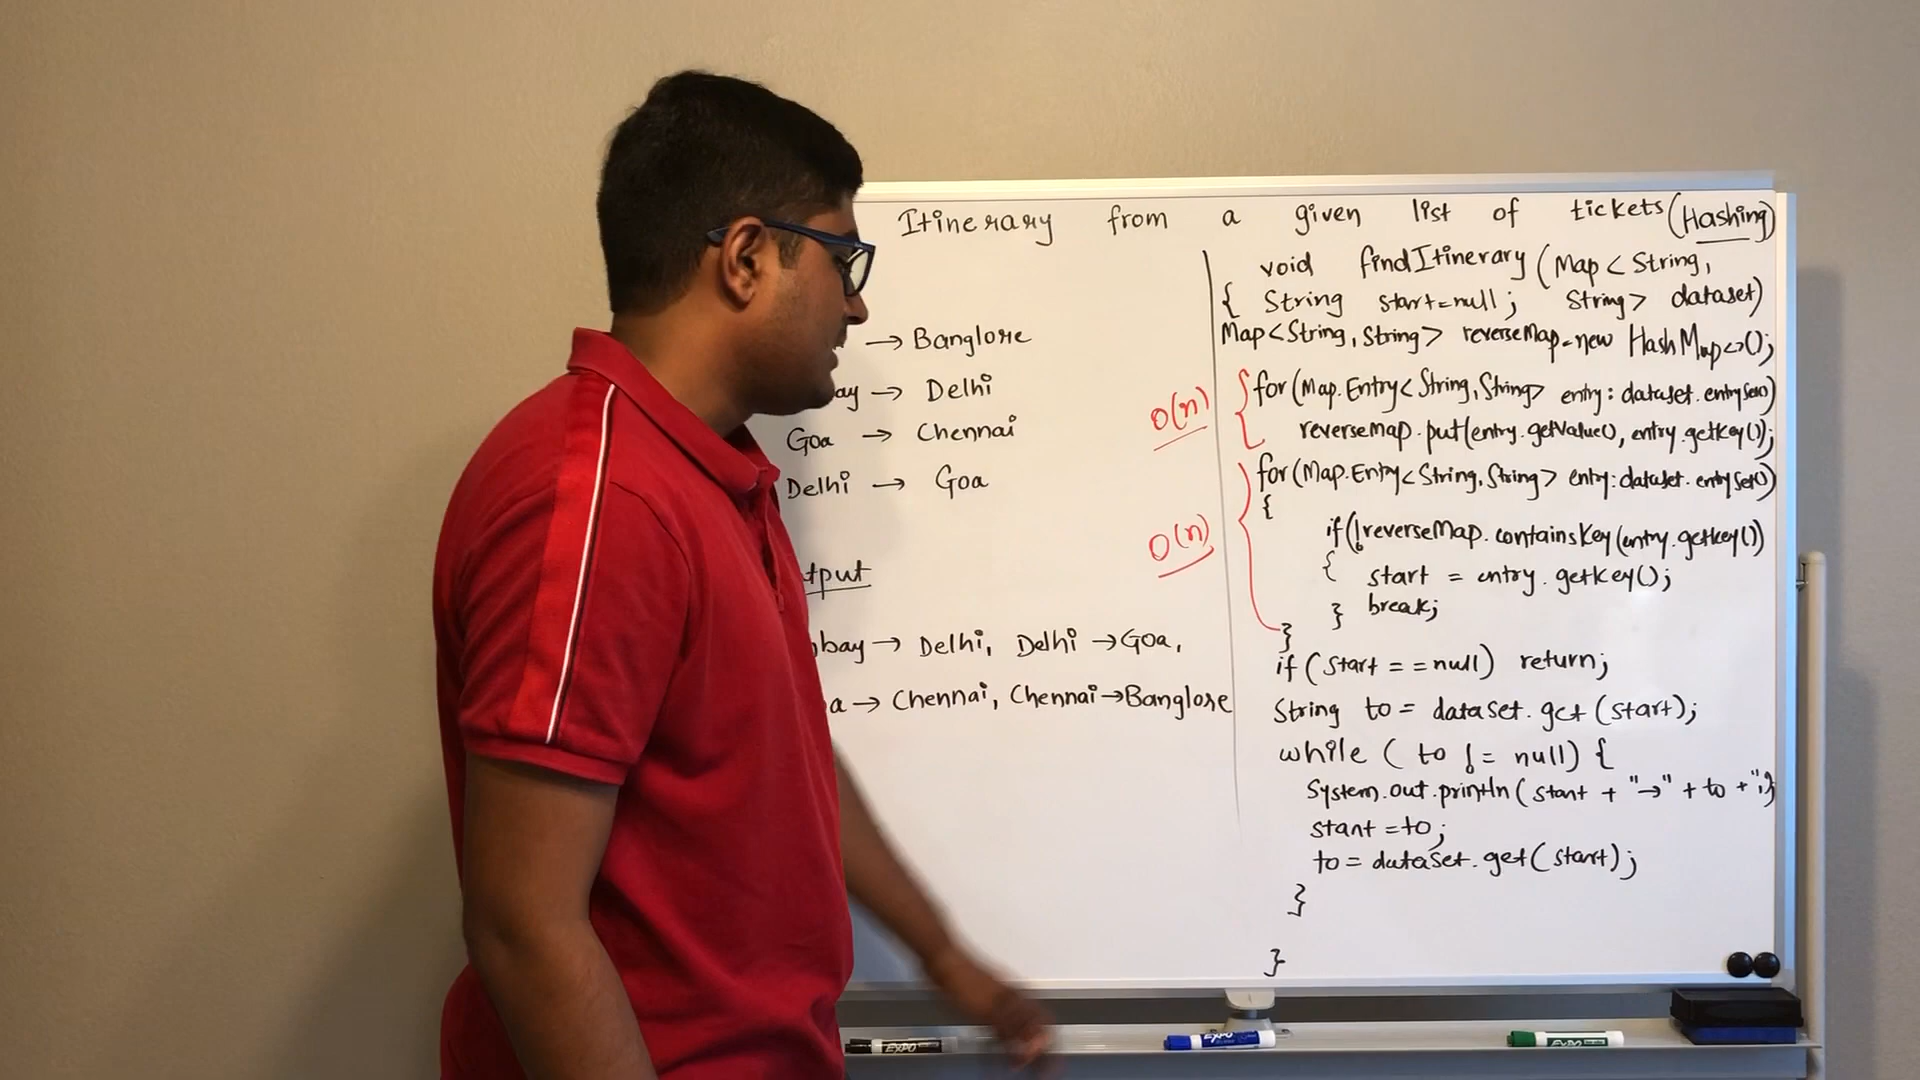 Itinerary from a given list of tickets (Hashing)
→ Banglore
→ Delhi
Goa → Chennai
Delhi → Goa
→ Delhi, Delhi → Goa,
→ Chennai, Chennai → Banglore
O(n)
O(n)
void findItinerary (Map < String,
{ String start=null; String> dataset)
Map<String, String> reverseMap=new HashMap<>();
for(Map.Entry< String, String> entry: dataset.entryset()
reverseMap.put(entry.getValue(), entry.getkey());
for(Map.Entry< String, String> entry: dataset.entryset()
{
if(!reverseMap.containsKey(entry.getkey())
{ start = entry.getkey();
} break;
}
if (start == null) return;
String to = dataset.get(start);
while ( to != null) {
System.out.println( start + "→" + to +
start = to;
to = dataset.get( start);
}
}
EXPO
EXPO
EXPO